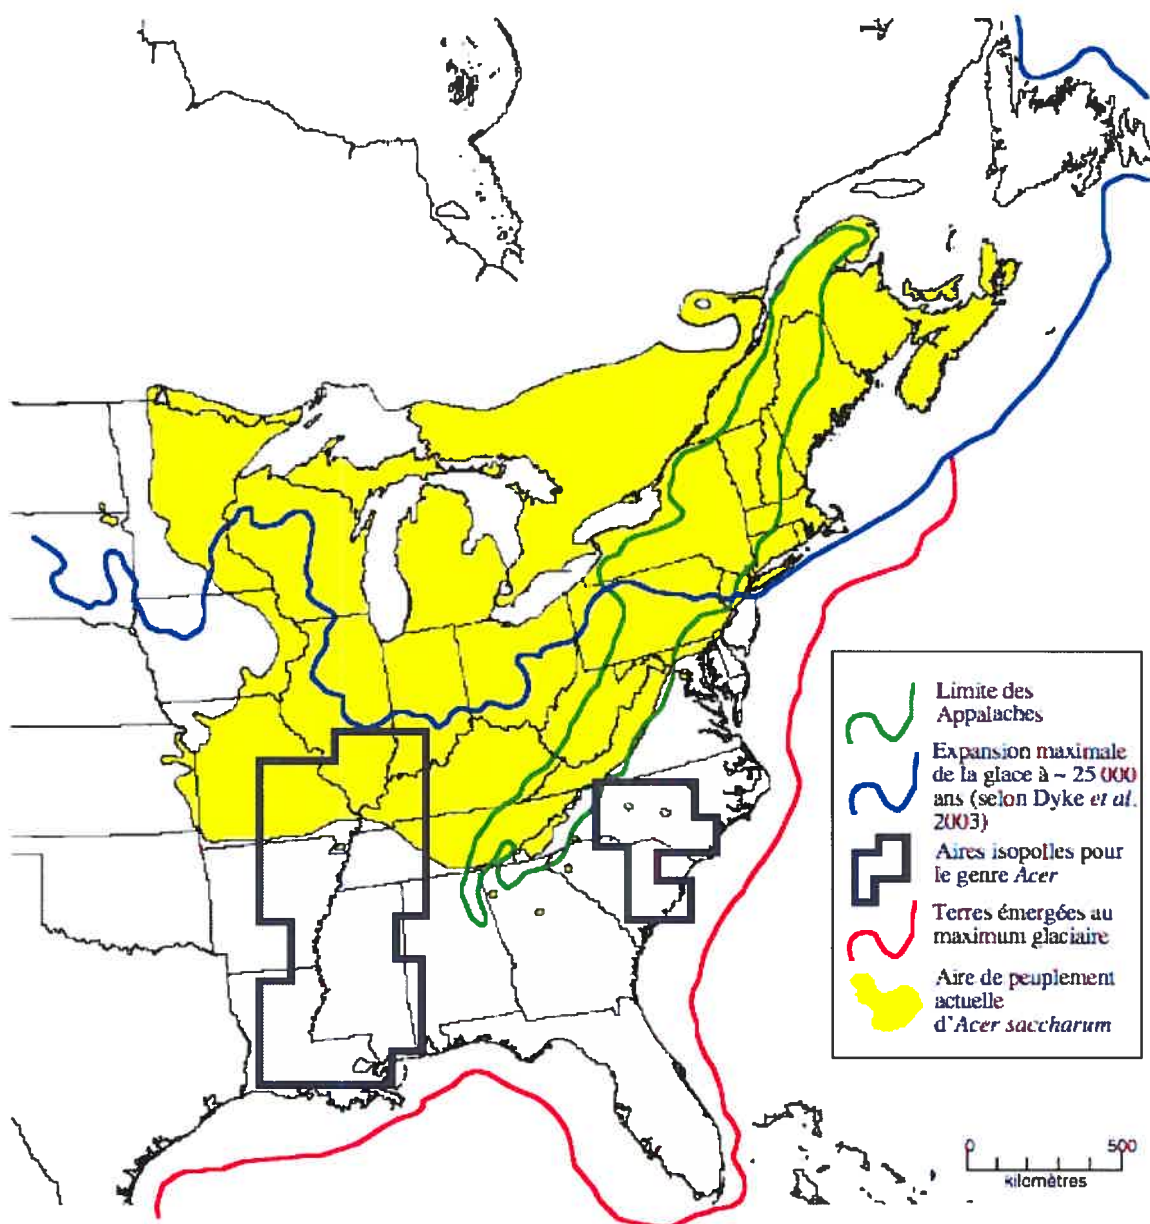 Limite des
Appalaches
Expansion maximale
de la glace à ~ 25 000
ans (selon Dyke et al.
2003)
Aires isopolles pour
le genre Acer
Terres émergées au
maximum glaciaire
Aire de peuplement
actuelle
d'Acer saccharum
0 500
kilomètres